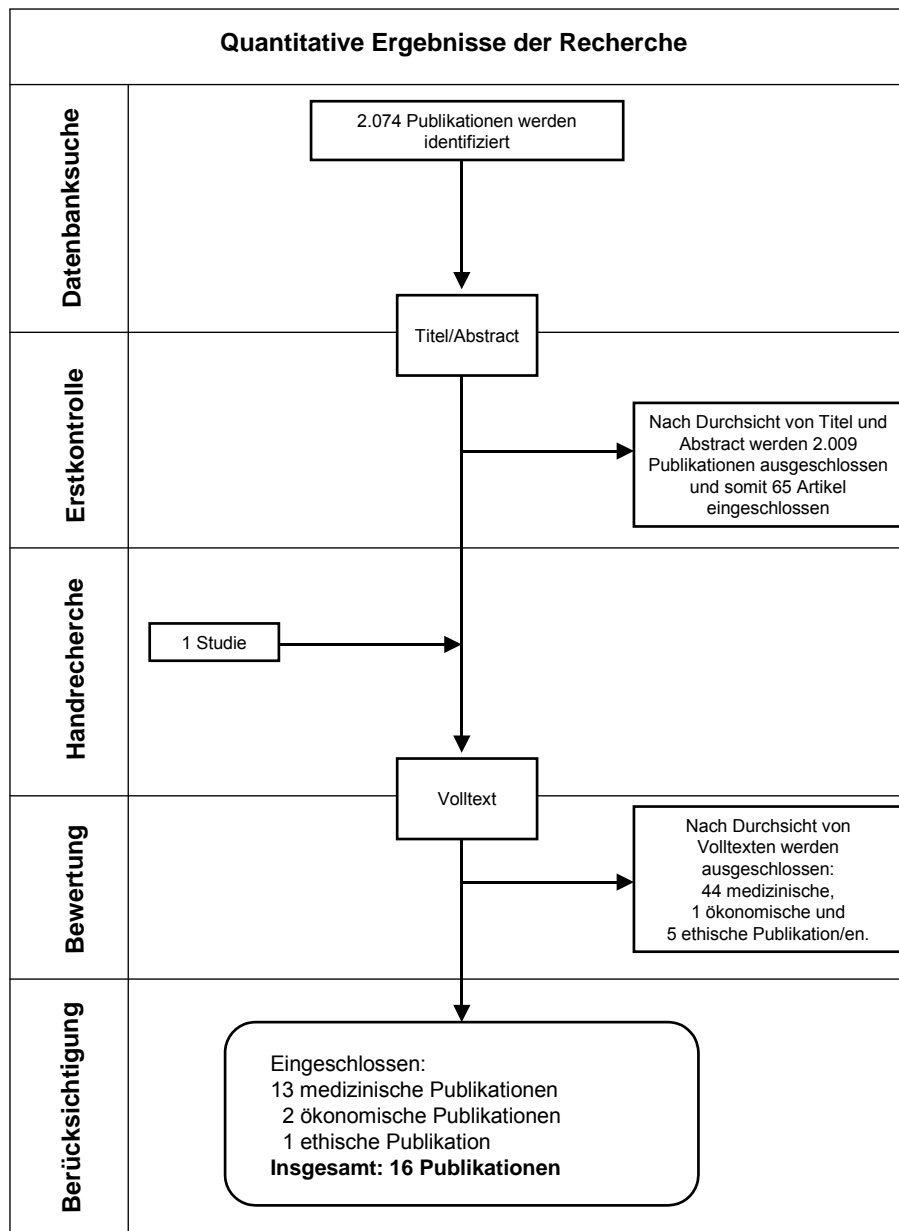 Quantitative Ergebnisse der Recherche
Datenbanksuche
2.074 Publikationen werden
identifiziert
Titel/Abstract
Erstkontrolle
Nach Durchsicht von Titel und
Abstract werden 2.009
Publikationen ausgeschlossen
und somit 65 Artikel
eingeschlossen
Handrecherche
1 Studie
Volltext
Bewertung
Nach Durchsicht von
Volltexten werden
ausgeschlossen:
44 medizinische,
1 ökonomische und
5 ethische Publikation/en.
Berücksichtigung
Eingeschlossen:
13 medizinische Publikationen
2 ökonomische Publikationen
1 ethische Publikation
Insgesamt: 16 Publikationen